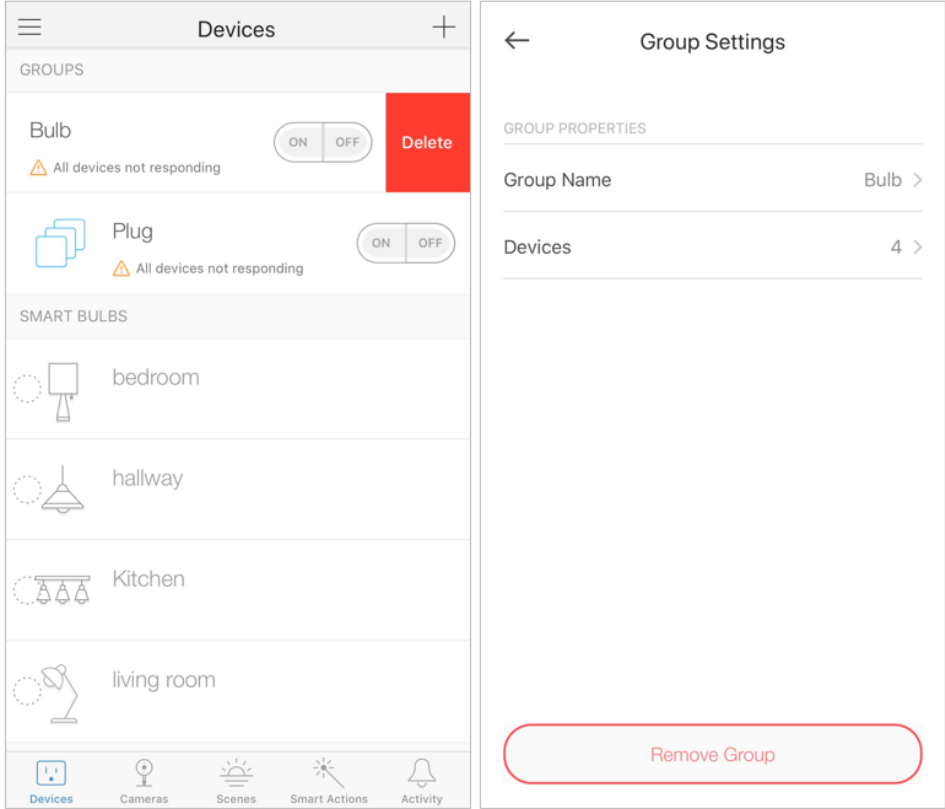 Devices
GROUPS
Bulb
ON OFF
Delete
All devices not responding
Plug
ON OFF
All devices not responding
SMART BULBS
bedroom
hallway
Kitchen
living room
Devices Cameras Scenes Smart Actions Activity
Group Settings
GROUP PROPERTIES
Group Name Bulb
Devices 4
Remove Group